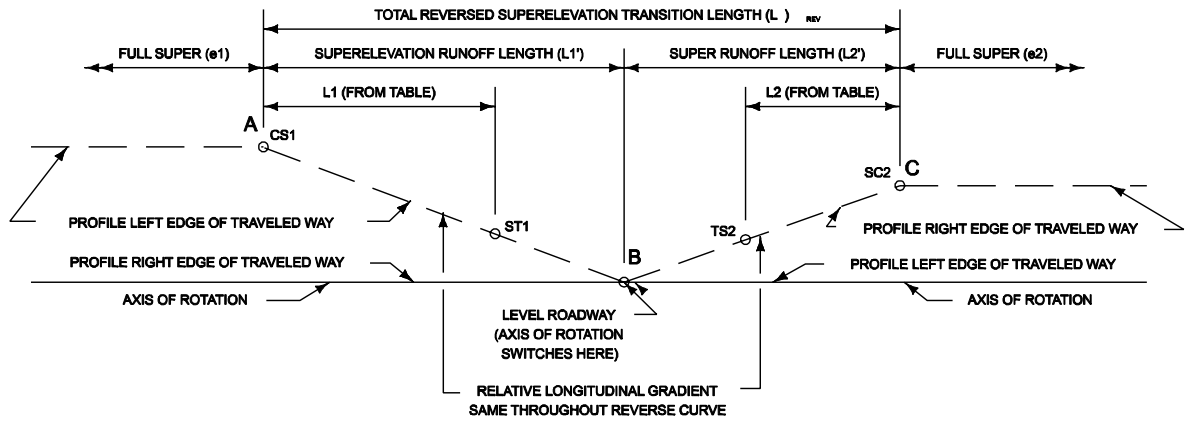 TOTAL REVERSED SUPERELEVATION TRANSITION LENGTH (L REV)
FULL SUPER (e1)
SUPERELEVATION RUNOFF LENGTH (L1')
SUPER RUNOFF LENGTH (L2')
FULL SUPER (e2)
L1 (FROM TABLE)
L2 (FROM TABLE)
A
CS1
SC2
C
PROFILE LEFT EDGE OF TRAVELED WAY
ST1
TS2
PROFILE RIGHT EDGE OF TRAVELED WAY
B
PROFILE RIGHT EDGE OF TRAVELED WAY
PROFILE LEFT EDGE OF TRAVELED WAY
AXIS OF ROTATION
AXIS OF ROTATION
LEVEL ROADWAY
(AXIS OF ROTATION
SWITCHES HERE)
RELATIVE LONGITUDINAL GRADIENT
SAME THROUGHOUT REVERSE CURVE